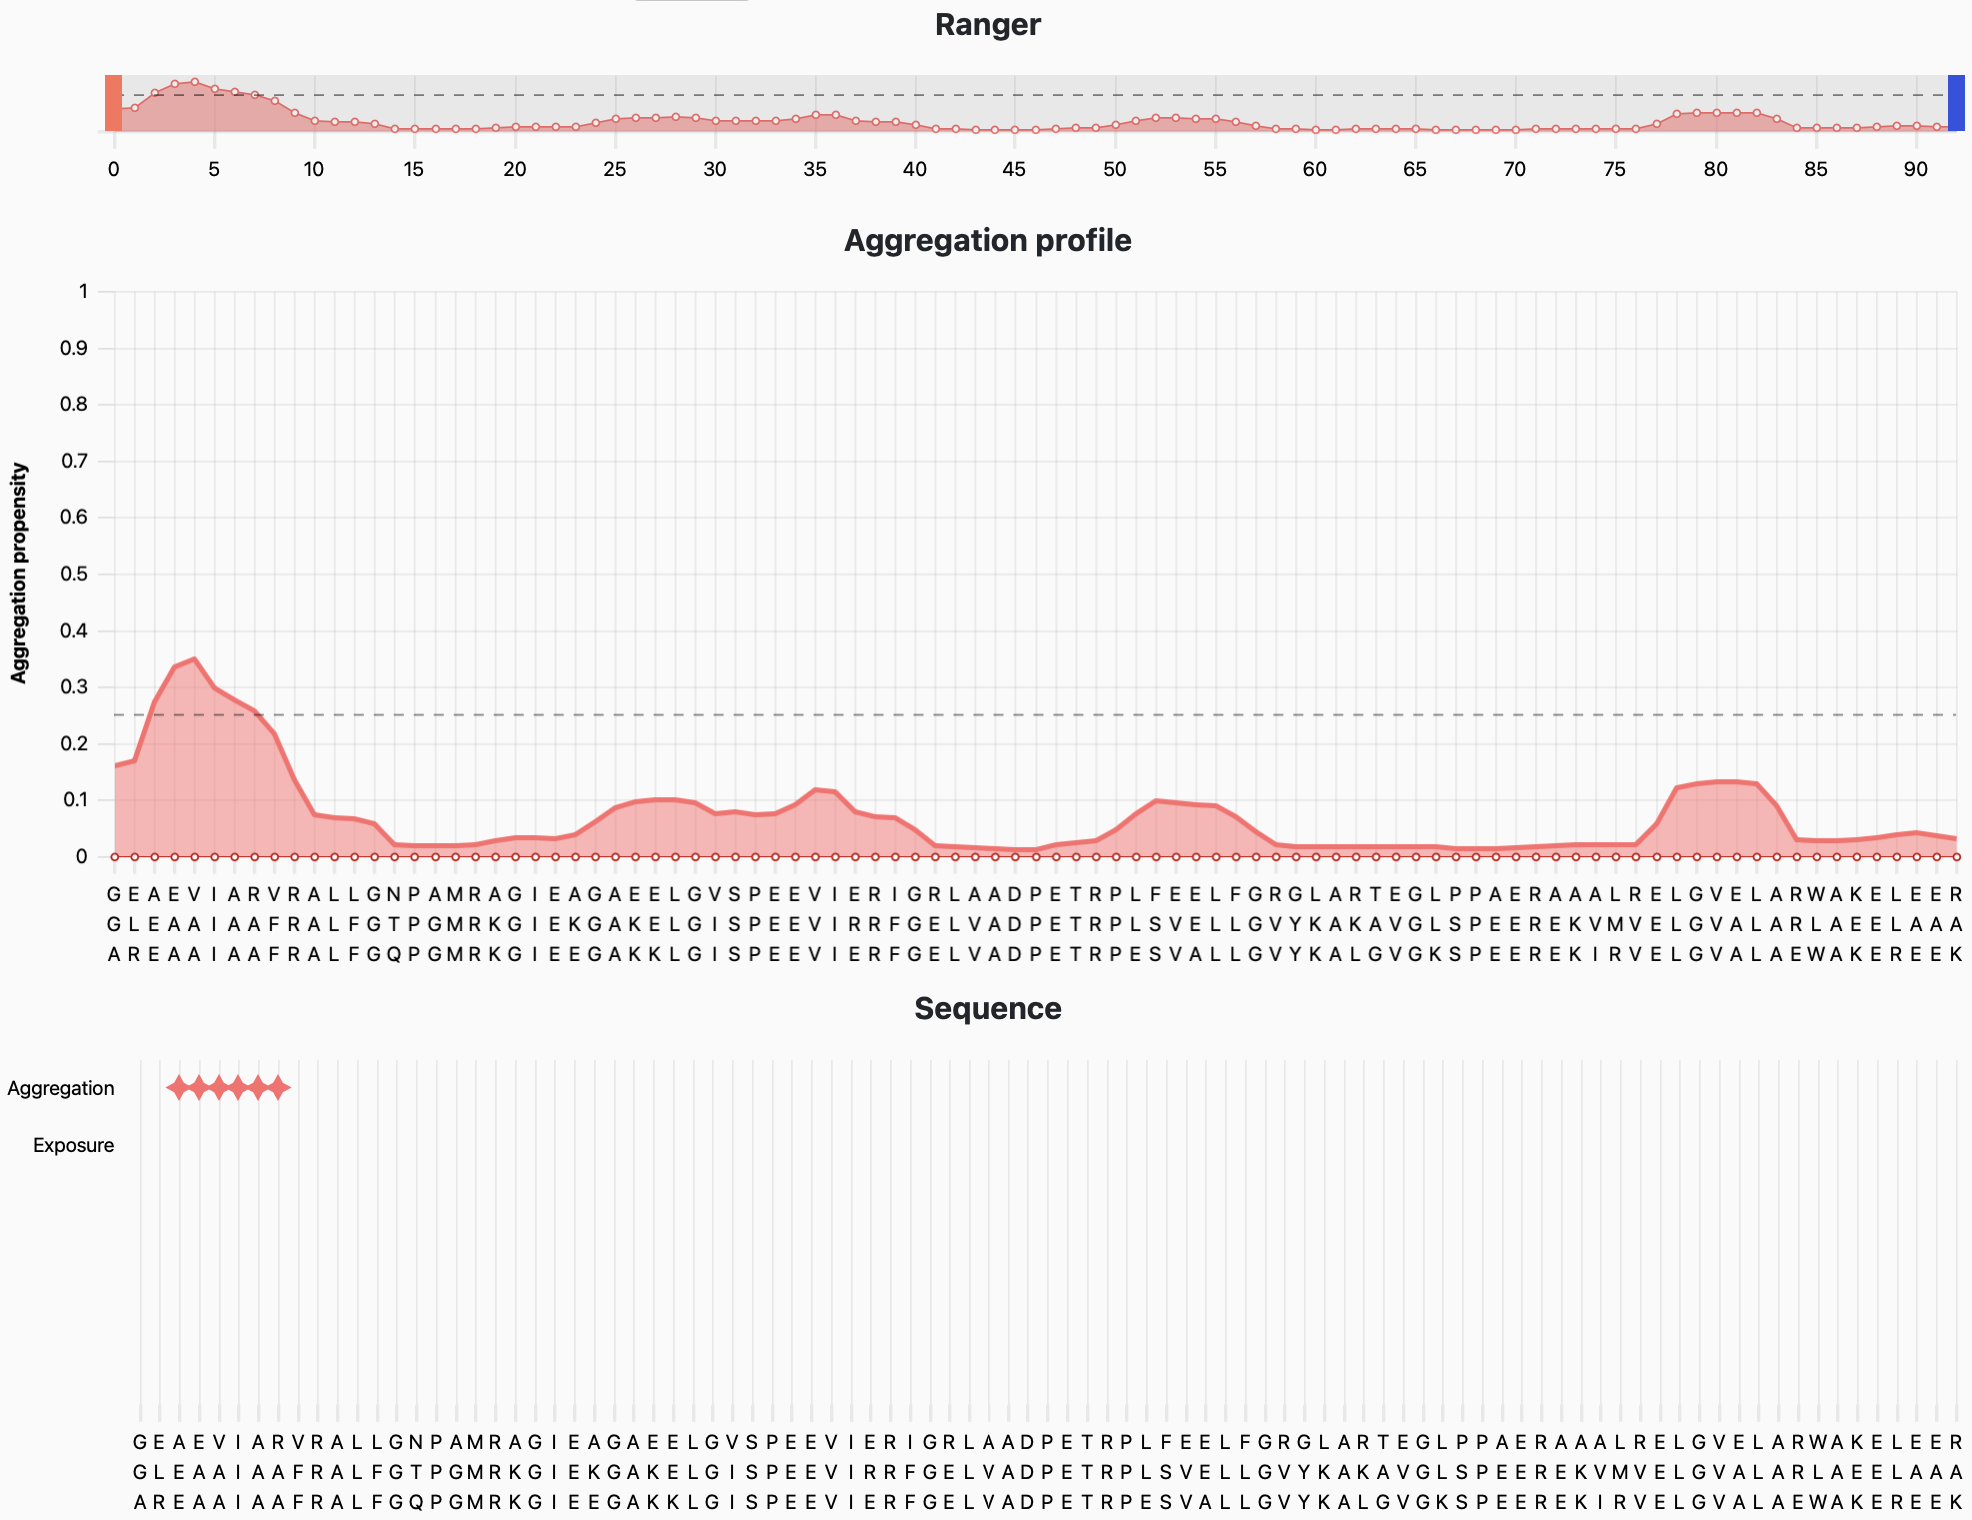 Ranger
0 5 10 15 20 25 30 35 40 45 50 55 60 65 70 75 80 85 90
Aggregation profile
Aggregation propensity
1
0.9
0.8
0.7
0.6
0.5
0.4
0.3
0.2
0.1
0
G E A E V I A R V R A L L G N P A M R A G I E A G A E E L G V S P E E V I E R I G R L A A D P E T R P L F E E L F G R G L A R T E G L P P A E R A A A L R E L G V E L A R W A K E L E E R
G L E A A I A A F R A L F G T P G M R K G I E K G A K E L G I S P E E V I R R F G E L V A D P E T R P L S V E L L G V Y K A K A V G L S P E E R E K V M V E L G V A L A R L A E E L A A A
A R E A A I A A F R A L F G Q P G M R K G I E E G A K K L G I S P E E V I E R F G E L V A D P E T R P E S V A L L G V Y K A L G V G K S P E E R E K I R V E L G V A L A E W A K E R E E K
Sequence
Aggregation
Exposure
G E A E V I A R V R A L L G N P A M R A G I E A G A E E L G V S P E E V I E R I G R L A A D P E T R P L F E E L F G R G L A R T E G L P P A E R A A A L R E L G V E L A R W A K E L E E R
G L E A A I A A F R A L F G T P G M R K G I E K G A K E L G I S P E E V I R R F G E L V A D P E T R P L S V E L L G V Y K A K A V G L S P E E R E K V M V E L G V A L A R L A E E L A A A
A R E A A I A A F R A L F G Q P G M R K G I E E G A K K L G I S P E E V I E R F G E L V A D P E T R P E S V A L L G V Y K A L G V G K S P E E R E K I R V E L G V A L A E W A K E R E E K